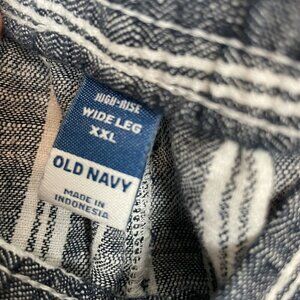 HIGH-RISE
WIDE LEG
XXL
OLD NAVY
MADE IN
INDONESIA